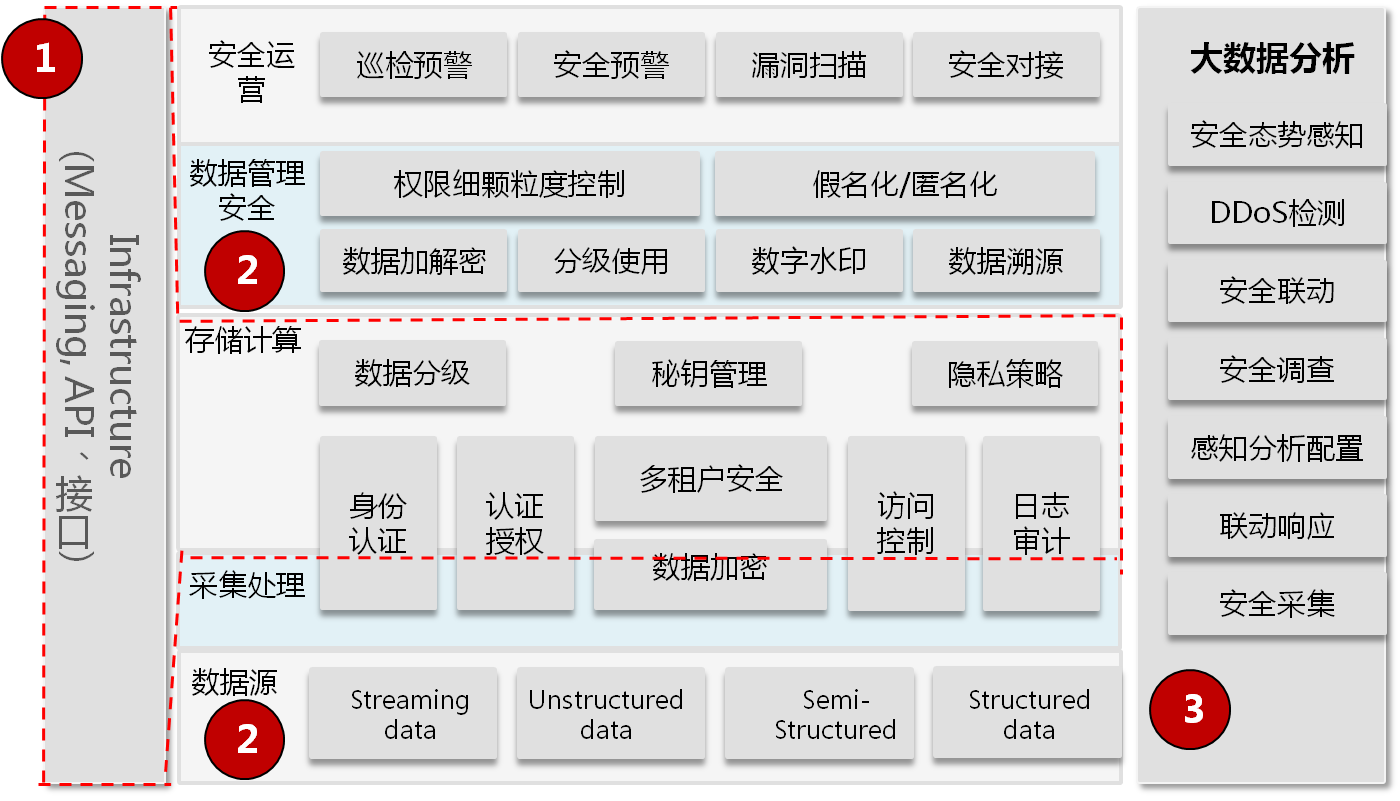 1
Infrastructure
(Messaging, API，接口)
安全运
营
巡检预警
安全预警
漏洞扫描
安全对接
数据管理
安全
2
权限细颗粒度控制
假名化/匿名化
数据加解密
分级使用
数字水印
数据溯源
存储计算
数据分级
秘钥管理
隐私策略
身份
认证
认证
授权
多租户安全
数据加密
访问
控制
日志
审计
采集处理
数据源
2
Streaming
data
Unstructured
data
Semi-
Structured
Structured
data
大数据分析
安全态势感知
DDoS检测
安全联动
安全调查
感知分析配置
联动响应
安全采集
3